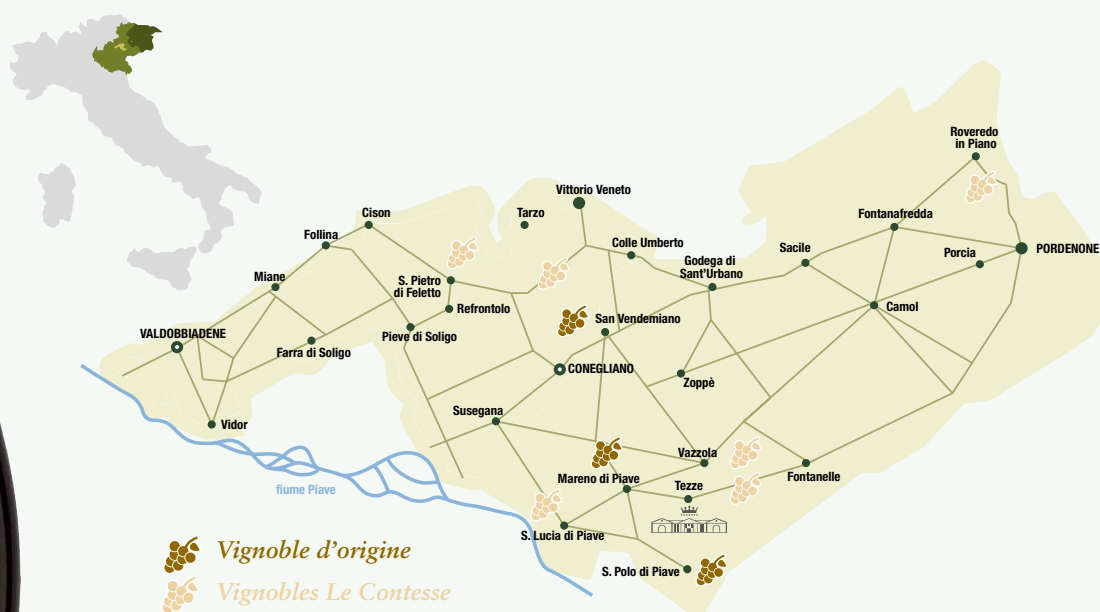 Roveredo
in Piano
Vittorio Veneto
Cison
Tarzo
Fontanafredda
Follina
Colle Umberto
Sacile
PORDENONE
Porcia
Godega di
Sant'Urbano
Miane
S. Pietro
di Feletto
Refrontolo
Camol
San Vendemiano
VALDOBBIADENE
Pieve di Soligo
Farra di Soligo
CONEGLIANO
Zoppè
Susegana
Vidor
Vazzola
Mareno di Piave
Tezze
Fontanelle
fiume Piave
S. Lucia di Piave
S. Polo di Piave
Vignoble d'origine
Vignobles Le Contesse